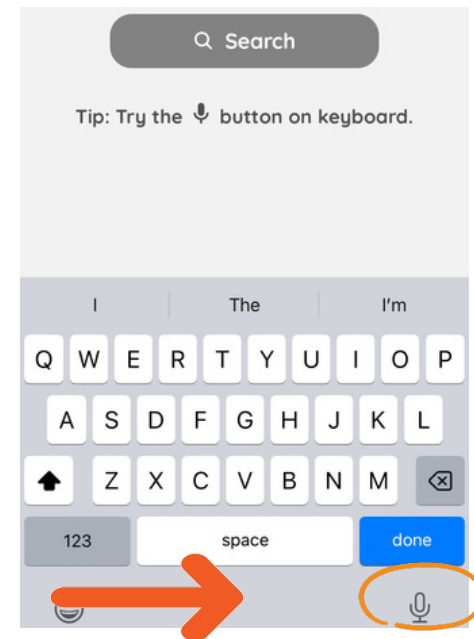 Search
Tip: Try the button on keyboard.
I The I'm
Q W E R T Y U I O P
A S D F G H J K L
Z X C V B N M
123 space done